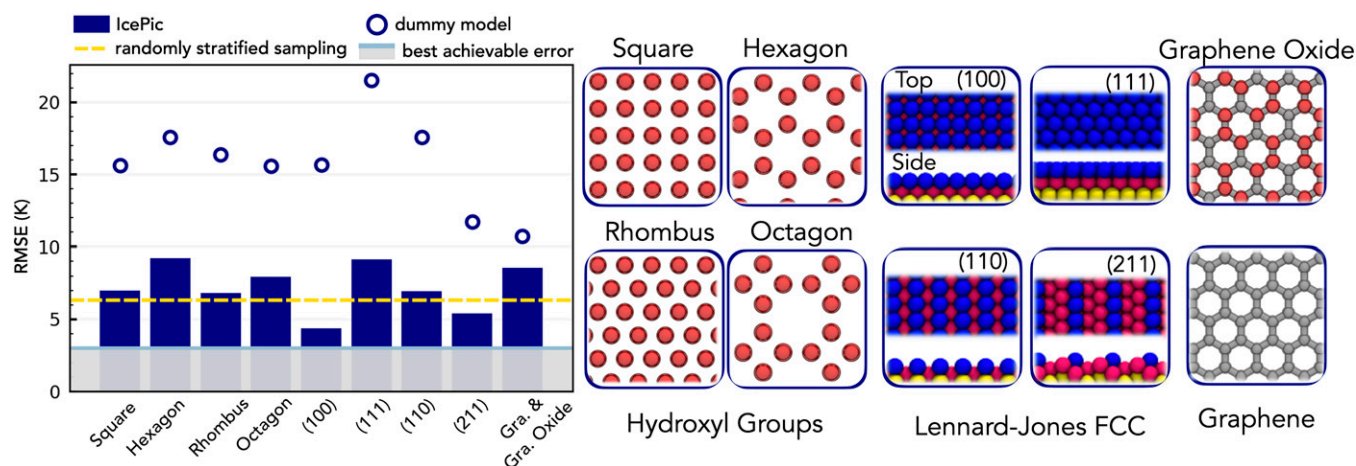 IcePic
dummy model
randomly stratified sampling
best achievable error
RMSE (K)
20
15
10
5
0
Square
Hexagon
Rhombus
Octagon
(100)
(111)
(110)
(211)
Gra. &
Gra. Oxide
Square
Hexagon
Graphene Oxide
Top
(100)
(111)
Side
Rhombus
Octagon
(110)
(211)
Hydroxyl Groups
Lennard-Jones FCC
Graphene